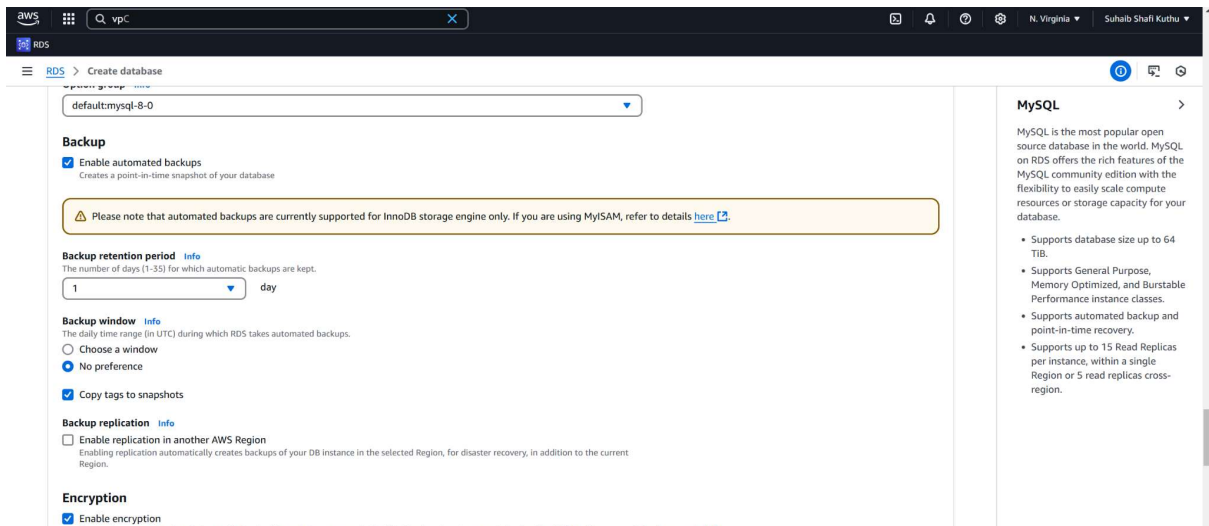 aws
vpC
N. Virginia
Suhaib Shafi Kuthu
RDS
RDS > Create database
Option group Info
default:mysql-8-0
Backup
Enable automated backups
Creates a point-in-time snapshot of your database
Please note that automated backups are currently supported for InnoDB storage engine only. If you are using MyISAM, refer to details here.
Backup retention period Info
The number of days (1-35) for which automatic backups are kept.
1 day
Backup window Info
The daily time range (in UTC) during which RDS takes automated backups.
Choose a window
No preference
Copy tags to snapshots
Backup replication Info
Enable replication in another AWS Region
Enabling replication automatically creates backups of your DB instance in the selected Region, for disaster recovery, in addition to the current
Region.
Encryption
Enable encryption
MySQL
MySQL is the most popular open
source database in the world. MySQL
on RDS offers the rich features of the
MySQL community edition with the
flexibility to easily scale compute
resources or storage capacity for your
database.
• Supports database size up to 64
TiB.
• Supports General Purpose,
Memory Optimized, and Burstable
Performance instance classes.
• Supports automated backup and
point-in-time recovery.
• Supports up to 15 Read Replicas
per instance, within a single
Region or 5 read replicas cross-
region.